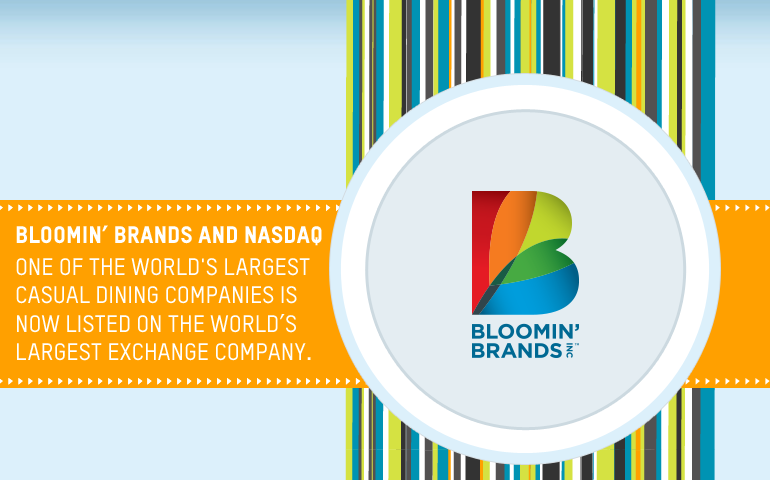 BLOOMIN' BRANDS AND NASDAQ
ONE OF THE WORLD'S LARGEST
CASUAL DINING COMPANIES IS
NOW LISTED ON THE WORLD'S
LARGEST EXCHANGE COMPANY.
BLOOMIN'
BRANDS INC™